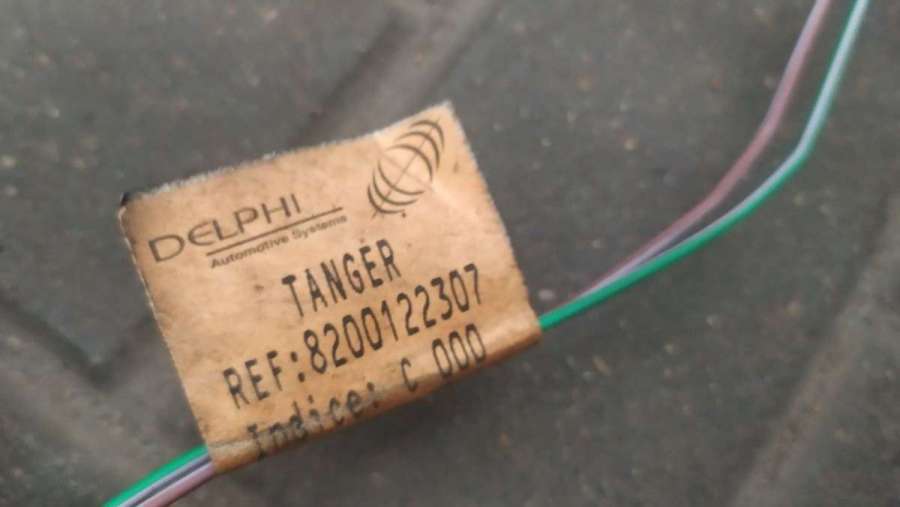 DELPHI
Automotive Systems
TANGER
REF:8200122307
Indice: C 000